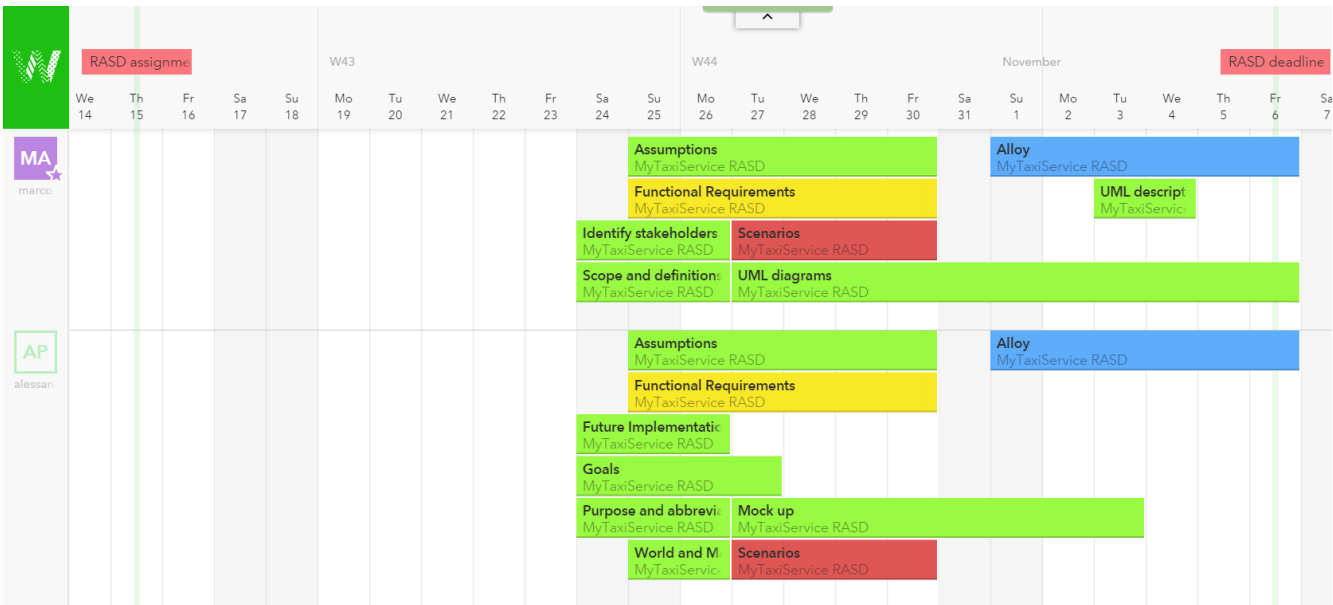 W
RASD assignme
W43
W44
November
RASD deadline
We Th Fr Sa Su Mo Tu We Th Fr Sa Su Mo Tu We Th Fr Sa Su Mo Tu We Th Fr Sa
14 15 16 17 18 19 20 21 22 23 24 25 26 27 28 29 30 31 1 2 3 4 5 6 7
MA
marco
Assumptions
MyTaxiService RASD
Alloy
MyTaxiService RASD
Functional Requirements
MyTaxiService RASD
UML descript
MyTaxiServic
Identify stakeholders
MyTaxiService RASD
Scenarios
MyTaxiService RASD
Scope and definitions
MyTaxiService RASD
UML diagrams
MyTaxiService RASD
AP
alessan
Assumptions
MyTaxiService RASD
Alloy
MyTaxiService RASD
Functional Requirements
MyTaxiService RASD
Future Implementatic
MyTaxiService RASD
Goals
MyTaxiService RASD
Purpose and abbrevi
MyTaxiService RASD
Mock up
MyTaxiService RASD
World and M
MyTaxiServic
Scenarios
MyTaxiService RASD